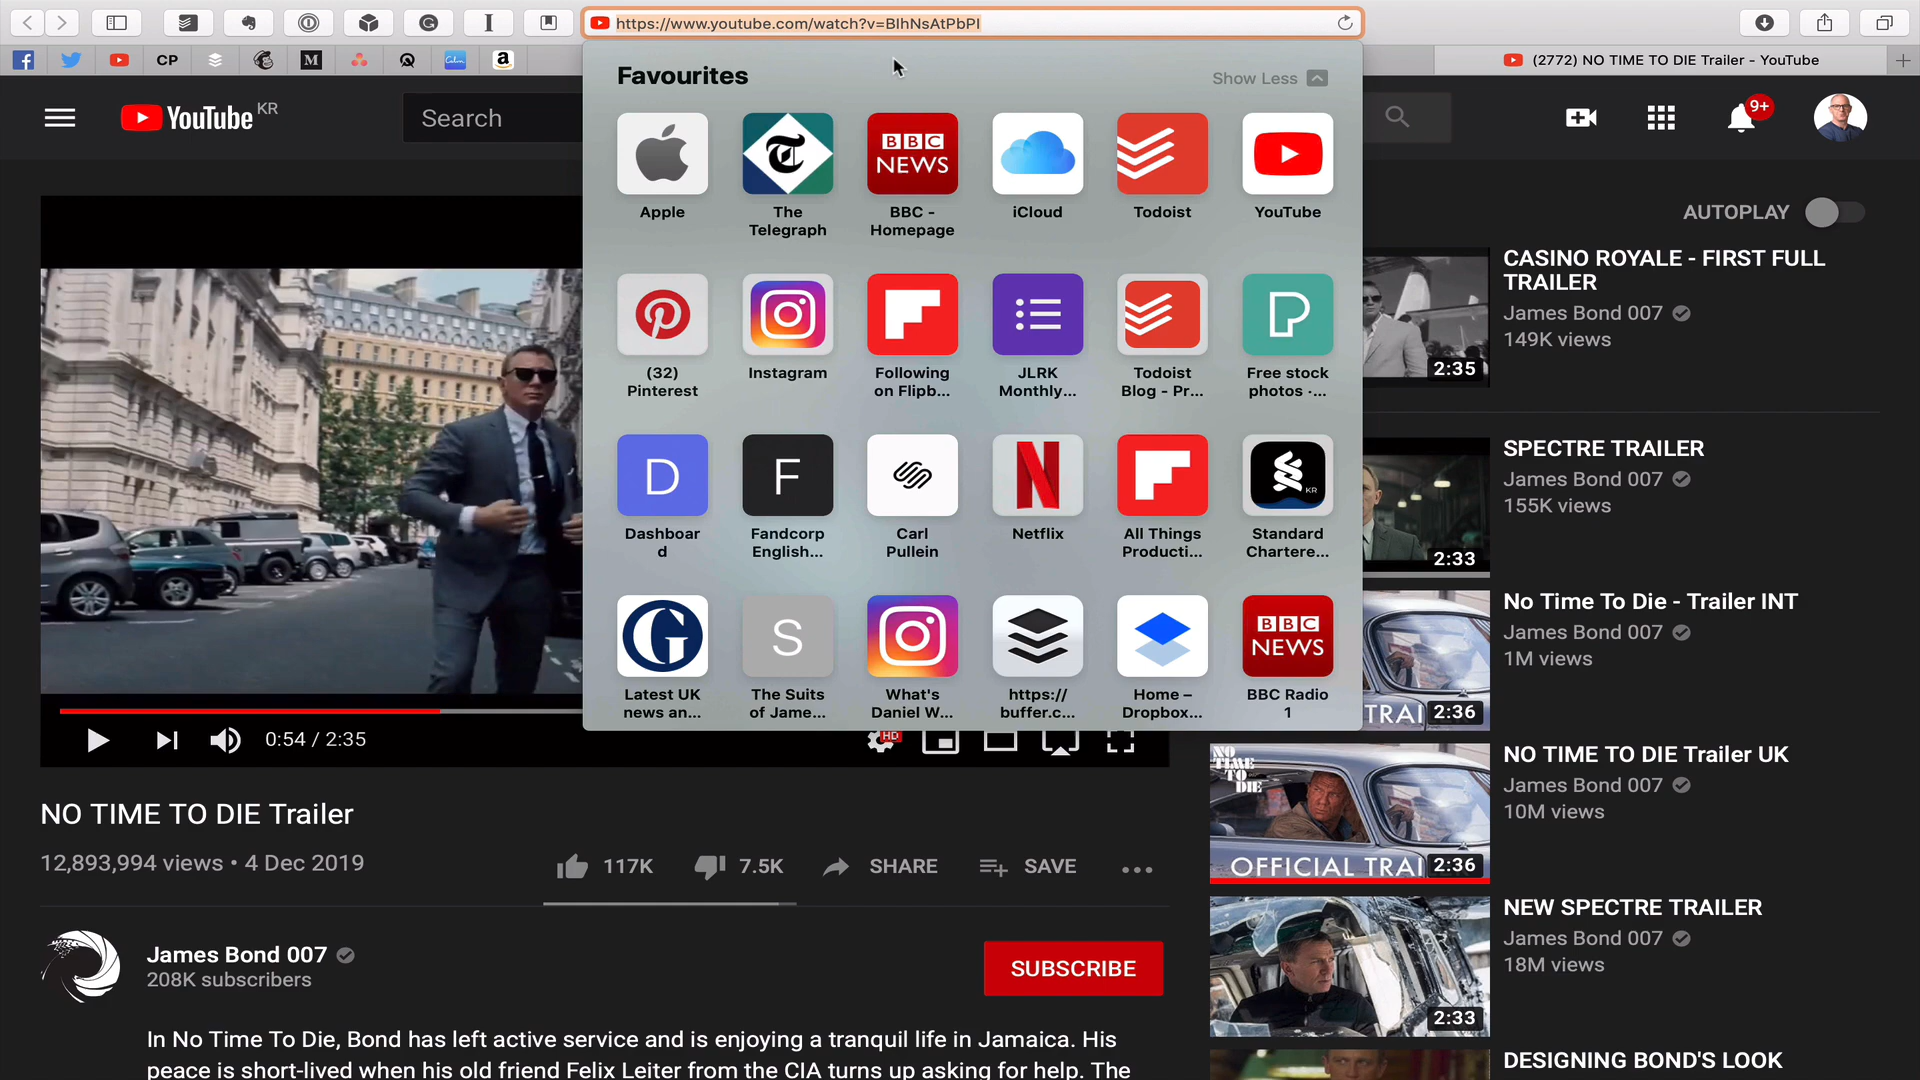 https://www.youtube.com/watch?v=BIhNsAtPbPI
CP
M
a
(2772) NO TIME TO DIE Trailer - YouTube
YouTube KR
Search
9+
Favourites
Show Less
BBC
NEWS
Apple
The
Telegraph
BBC -
Homepage
iCloud
Todoist
YouTube
(32)
Pinterest
Instagram
Following
on Flipb...
JLRK
Monthly...
Todoist
Blog - Pr...
Free stock
photos ·...
D
F
KR
Dashboar
d
Fandcorp
English...
Carl
Pullein
Netflix
All Things
Producti...
Standard
Chartere...
G
S
BBC
NEWS
Latest UK
news an...
The Suits
of Jame...
What's
Daniel W...
https://
buffer.c...
Home –
Dropbox...
BBC Radio
1
0:54 / 2:35
HD
NO TIME TO DIE Trailer
12,893,994 views • 4 Dec 2019
117K
7.5K
SHARE
SAVE
James Bond 007
208K subscribers
SUBSCRIBE
In No Time To Die, Bond has left active service and is enjoying a tranquil life in Jamaica. His
peace is short-lived when his old friend Felix Leiter from the CIA turns up asking for help. The
AUTOPLAY
2:35
CASINO ROYALE - FIRST FULL
TRAILER
James Bond 007
149K views
2:33
SPECTRE TRAILER
James Bond 007
155K views
TRAI
2:36
No Time To Die - Trailer INT
James Bond 007
1M views
NO
TIME
TO
DIE
OFFICIAL TRAI
2:36
NO TIME TO DIE Trailer UK
James Bond 007
10M views
2:33
NEW SPECTRE TRAILER
James Bond 007
18M views
DESIGNING BOND'S LOOK